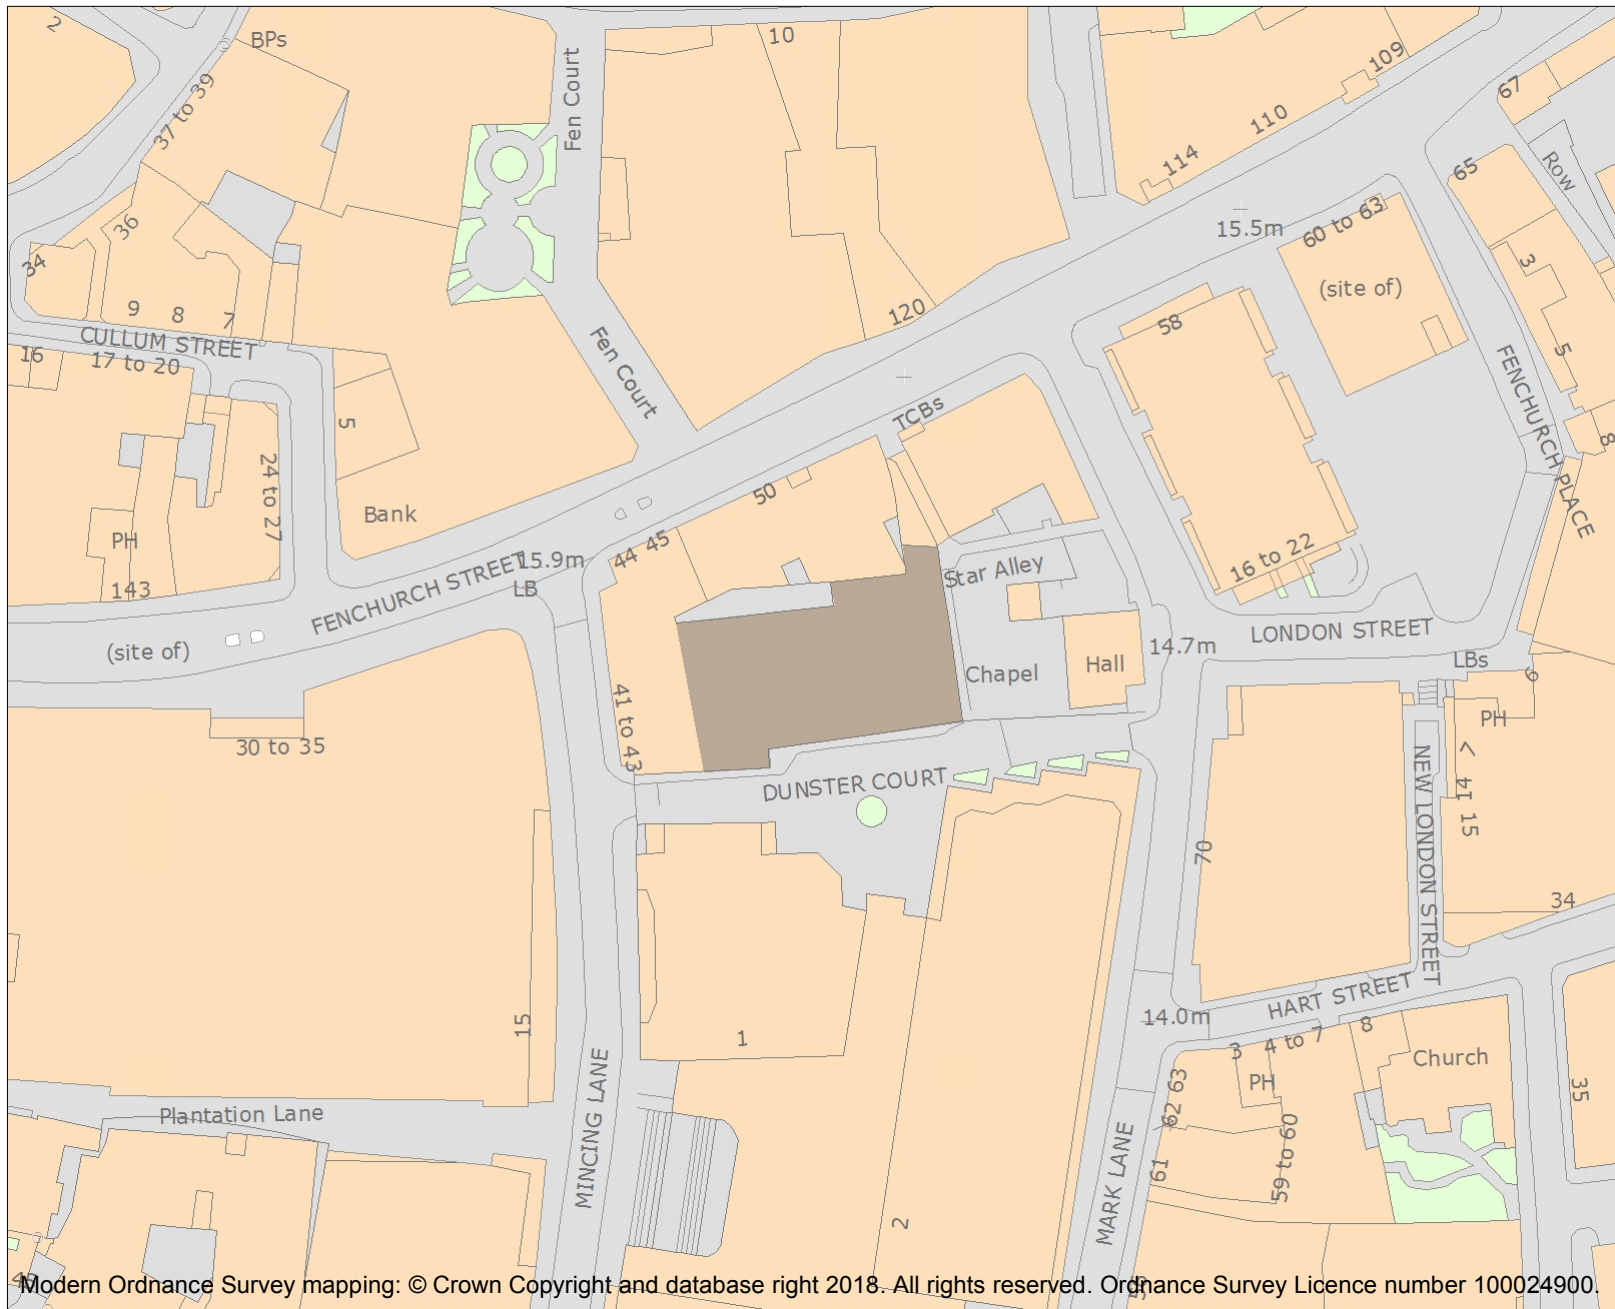 2
BPs
10
Fen Court
109
67
37 to 39
110
114
Row
65
36
15.5m
60 to 63
34
3
(site of)
9
8
7
120
58
CULLUM STREET
16
17 to 20
Fen Court
5
FENCHURCH PLACE
5
TCBs
8
24 to 27
50
Bank
PH
44
45
16 to 22
15.9m
143
LB
FENCHURCH STREET
Star Alley
(site of)
LONDON STREET
14.7m
Chapel
Hall
LBs
6
41 to 43
PH
30 to 35
7
DUNSTER COURT
14
15
NEW LONDON STREET
70
34
15
1
HART STREET
14.0m
3
4 to 7
8
Church
PH
63
62
35
Plantation Lane
MINCING LANE
MARK LANE
61
59 to 60
2
Modern Ordnance Survey mapping: © Crown Copyright and database right 2018. All rights reserved. Ordnance Survey Licence number 100024900.